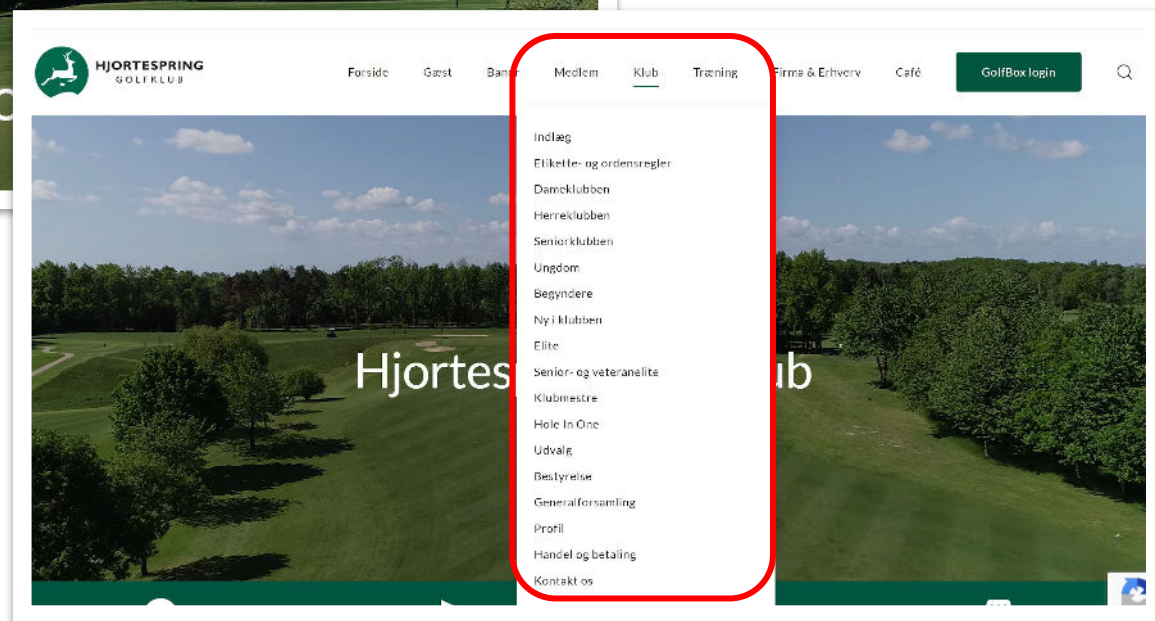 HJORTESPRING
GOLFKLUB
Forside Gæst Medlem Klub Træning Firma & Erhverv Café GolfBox login
Indlæg
Etikette- og ordensregler
Dameklubben
Herreklubben
Seniorklubben
Ungdom
Begyndere
Ny i klubben
Elite
Senior- og veteranelite
Klubmestre
Hole In One
Udvalg
Bestyrelse
Generalforsamling
Profil
Handel og betaling
Kontakt os
Hjortes ub